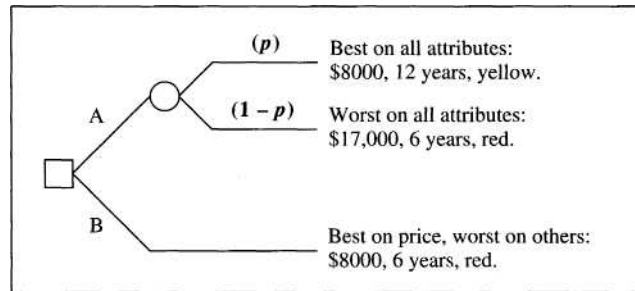 (p)
Best on all attributes:
$8000, 12 years, yellow.
A
(1 – p)
Worst on all attributes:
$17,000, 6 years, red.
B
Best on price, worst on others:
$8000, 6 years, red.